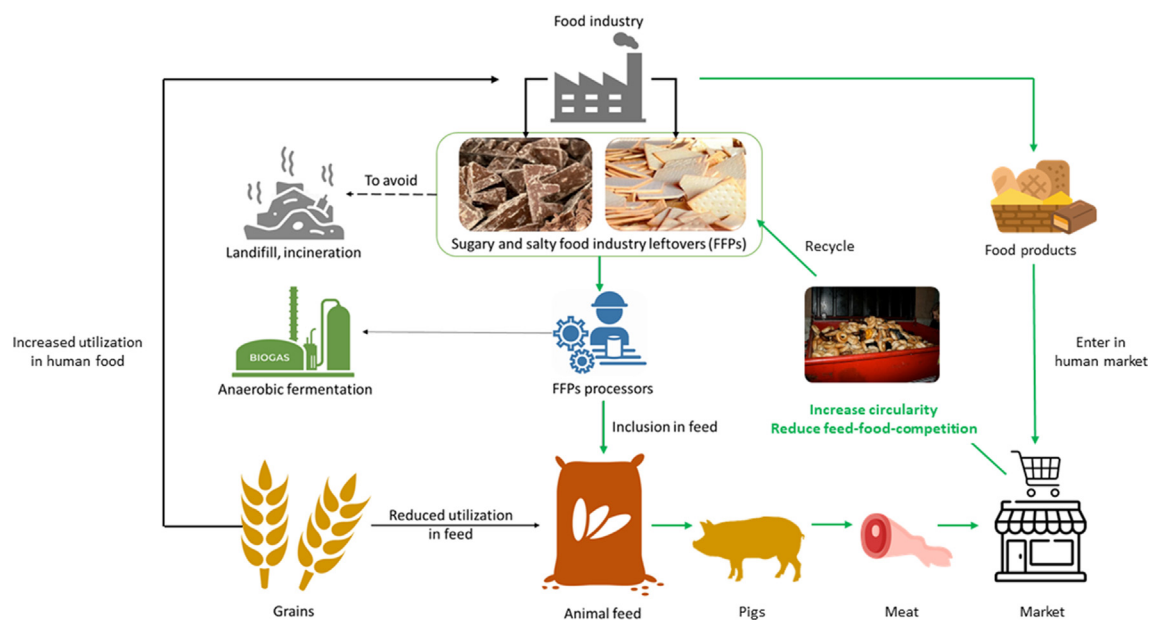 Food industry
To avoid
Landfill, incineration
Sugary and salty food industry leftovers (FFPs)
Recycle
Food products
Increased utilization
in human food
BIOGAS
Anaerobic fermentation
FFPs processors
Enter in
human market
Increase circularity
Reduce feed-food-competition
Inclusion in feed
Reduced utilization
in feed
Grains
Animal feed
Pigs
Meat
Market